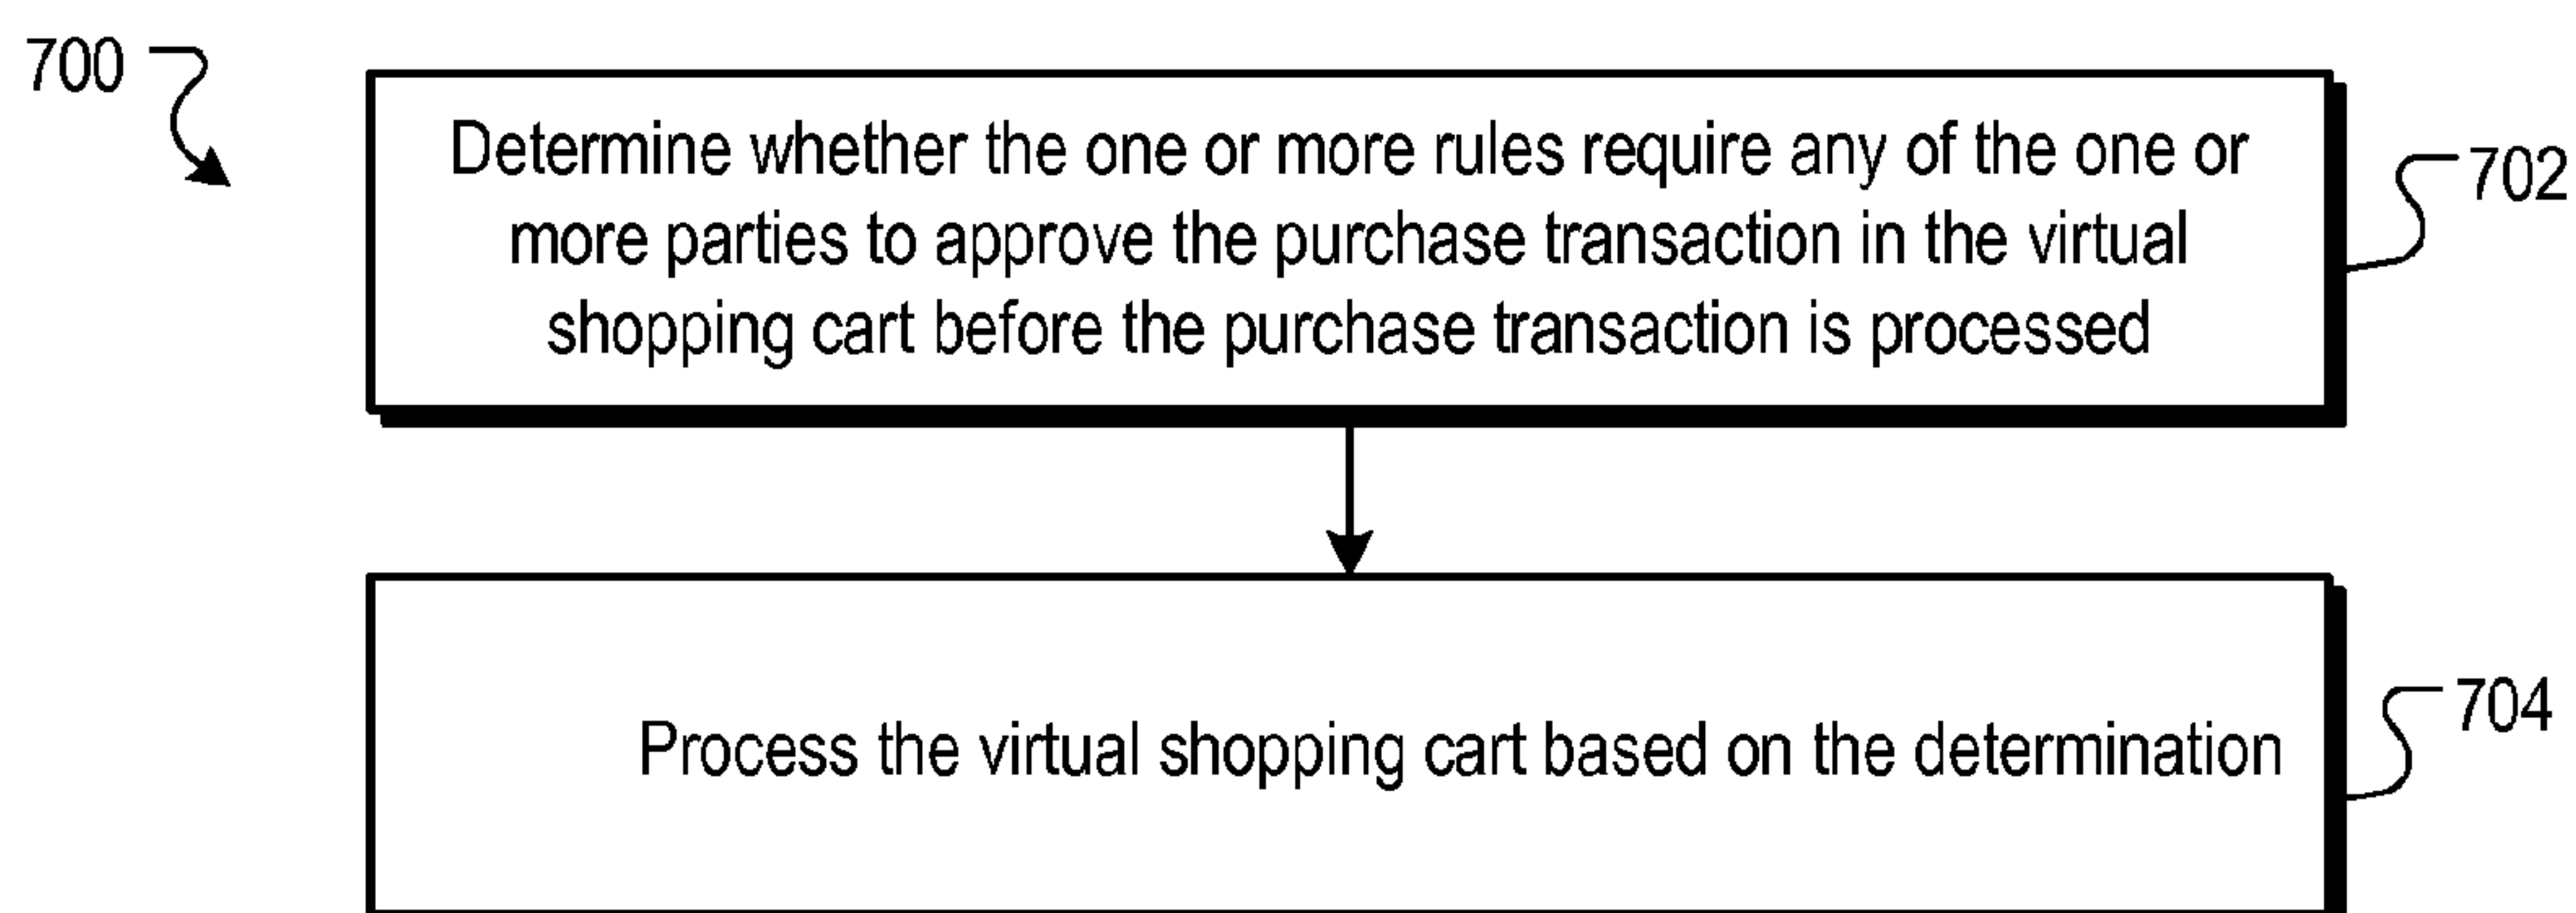 700
Determine whether the one or more rules require any of the one or
more parties to approve the purchase transaction in the virtual
shopping cart before the purchase transaction is processed
702
Process the virtual shopping cart based on the determination
704